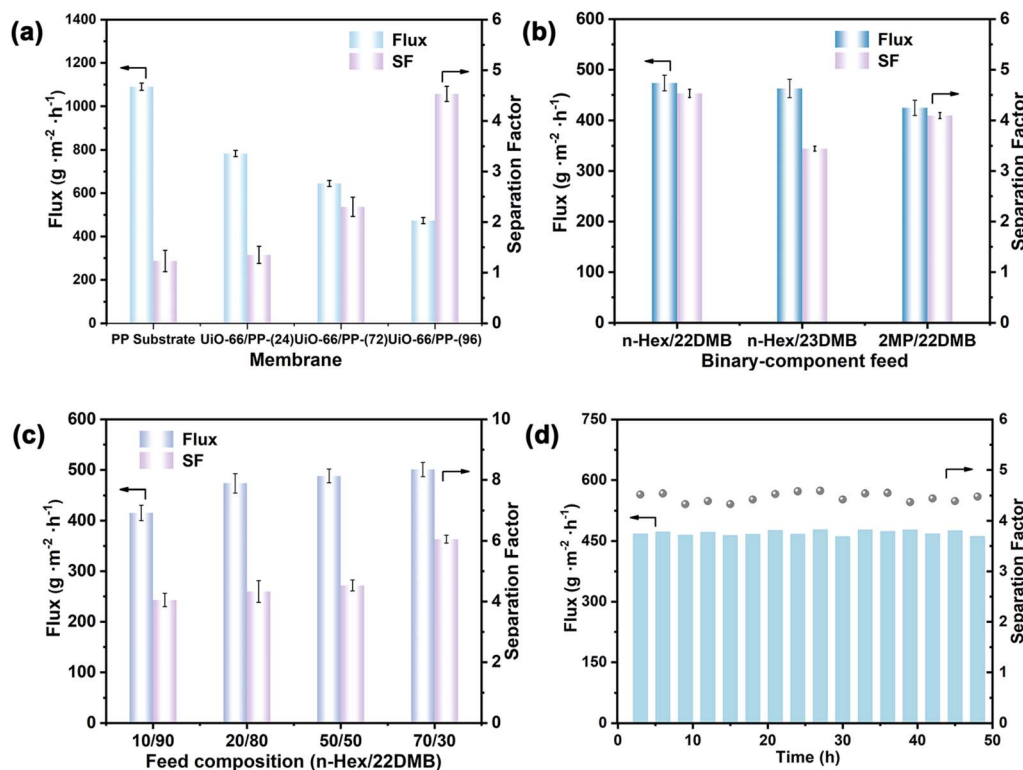 (a)
Flux
SF
1400
1200
1000
800
600
400
200
0
Flux (g ·m⁻² ·h⁻¹)
6
5
4
3
2
1
0
Separation Factor
PP Substrate UiO-66/PP-(24) UiO-66/PP-(72) UiO-66/PP-(96)
Membrane
(b)
Flux
SF
600
500
400
300
200
100
0
Flux (g ·m⁻² ·h⁻¹)
6
5
4
3
2
1
0
Separation Factor
n-Hex/22DMB n-Hex/23DMB 2MP/22DMB
Binary-component feed
(c)
Flux
SF
600
500
400
300
200
100
0
Flux (g ·m⁻² ·h⁻¹)
10
8
6
4
2
0
Separation Factor
10/90 20/80 50/50 70/30
Feed composition (n-Hex/22DMB)
(d)
750
600
450
300
150
0
Flux (g ·m⁻² ·h⁻¹)
6
5
4
3
2
1
0
Separation Factor
0 10 20 30 40 50
Time (h)